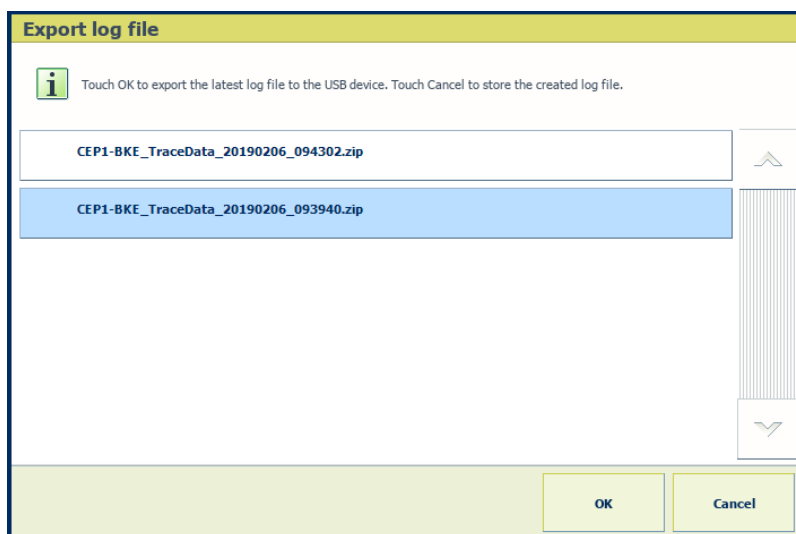 Export log file
Touch OK to export the latest log file to the USB device. Touch Cancel to store the created log file.
CEP1-BKE_TraceData_20190206_094302.zip
CEP1-BKE_TraceData_20190206_093940.zip
OK
Cancel